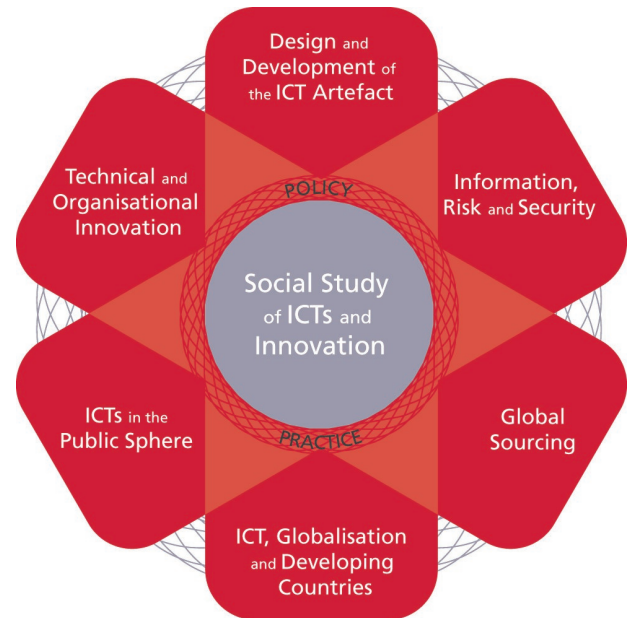 Design and
Development of
the ICT Artefact
Technical and
Organisational
Innovation
Information,
Risk and Security
POLICY
Social Study
of ICTs and
Innovation
PRACTICE
ICTs in the
Public Sphere
Global
Sourcing
ICT, Globalisation
and Developing
Countries